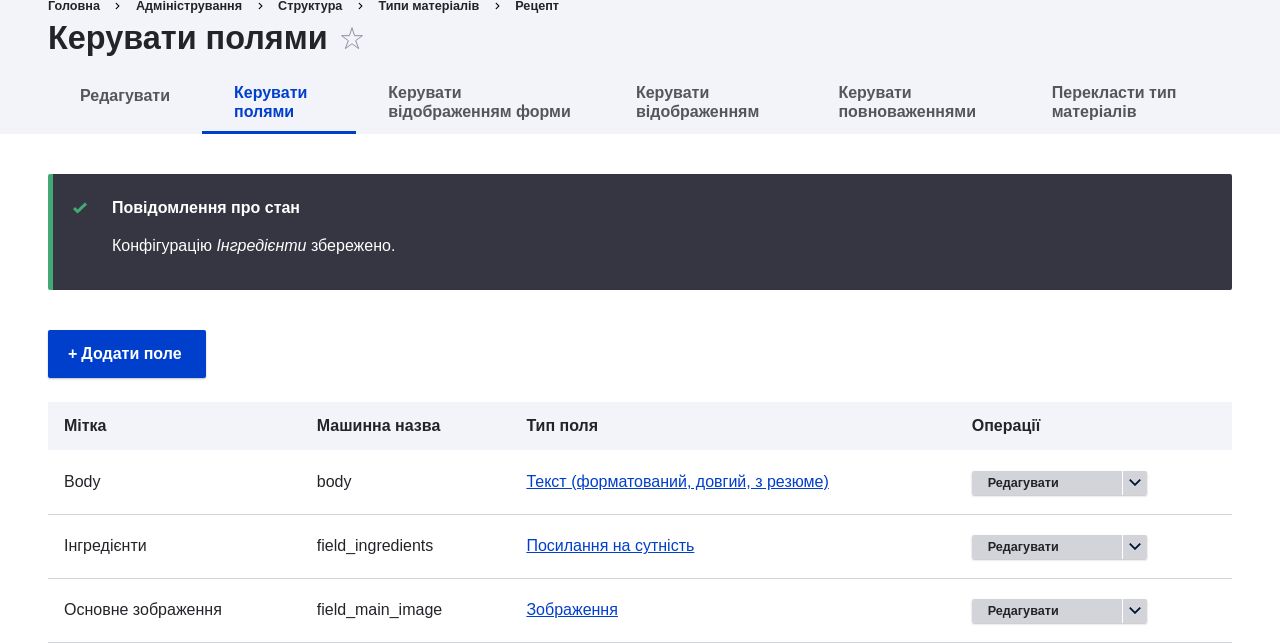 Головна › Адміністрування › Структура › Типи матеріалів › Рецепт
Керувати полями
Редагувати
Керувати
полями
Керувати
відображенням форми
Керувати
відображенням
Керувати
повноваженнями
Перекласти тип
матеріалів
Повідомлення про стан
Конфігурацію Інгредієнти збережено.
+ Додати поле
Мітка Машинна назва Тип поля Операції
Body body Текст (форматований, довгий, з резюме) Редагувати
Інгредієнти field_ingredients Посилання на сутність Редагувати
Основне зображення field_main_image Зображення Редагувати